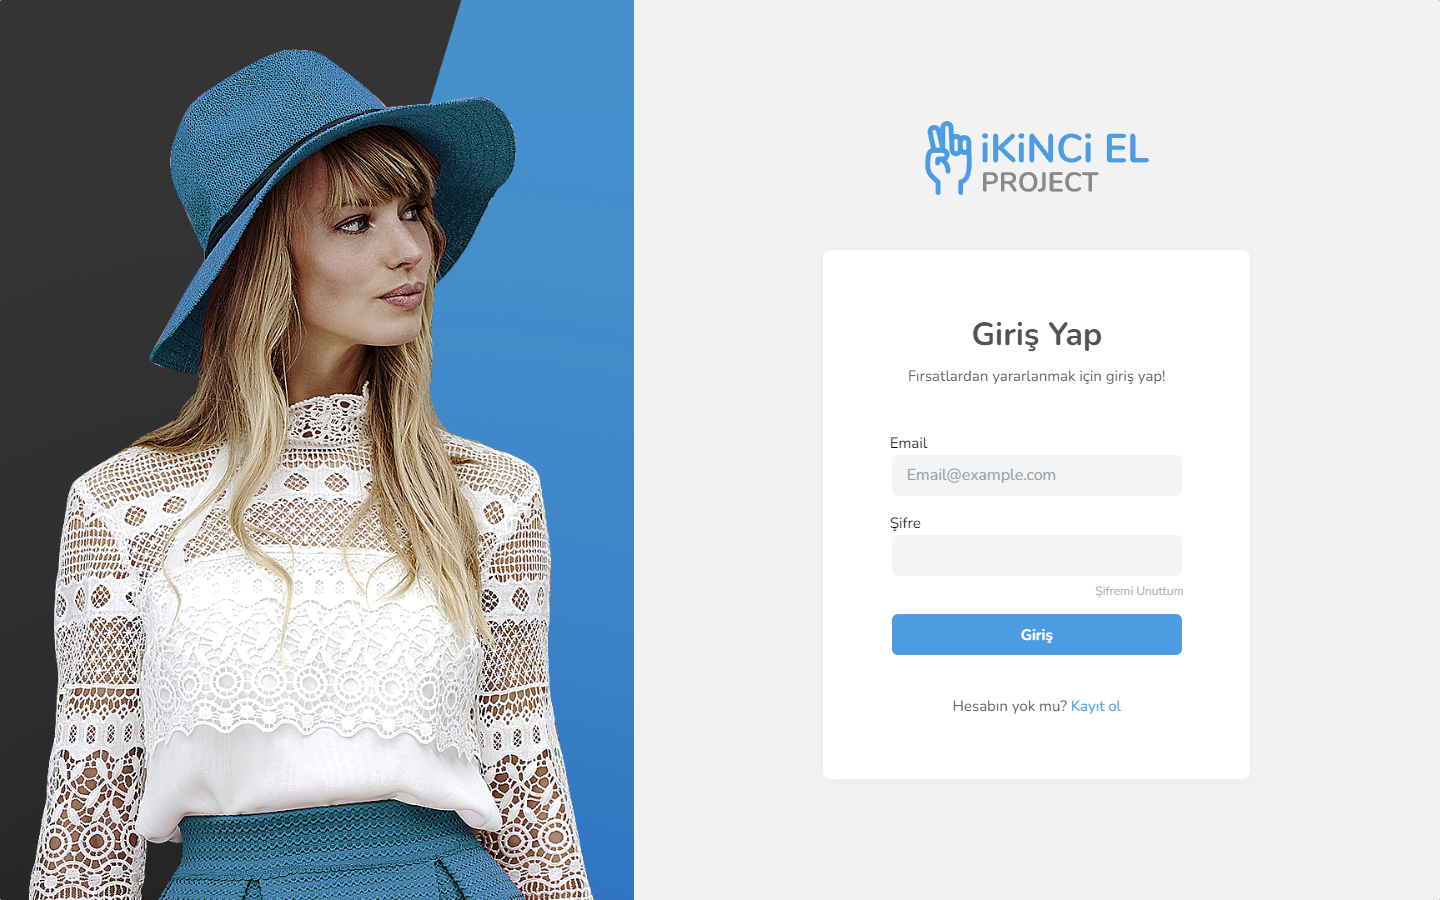 iKiNCi EL
PROJECT
Giriş Yap
Fırsatlardan yararlanmak için giriş yap!
Email
Email@example.com
Şifre
Şifremi Unuttum
Giriş
Hesabın yok mu? Kayıt ol